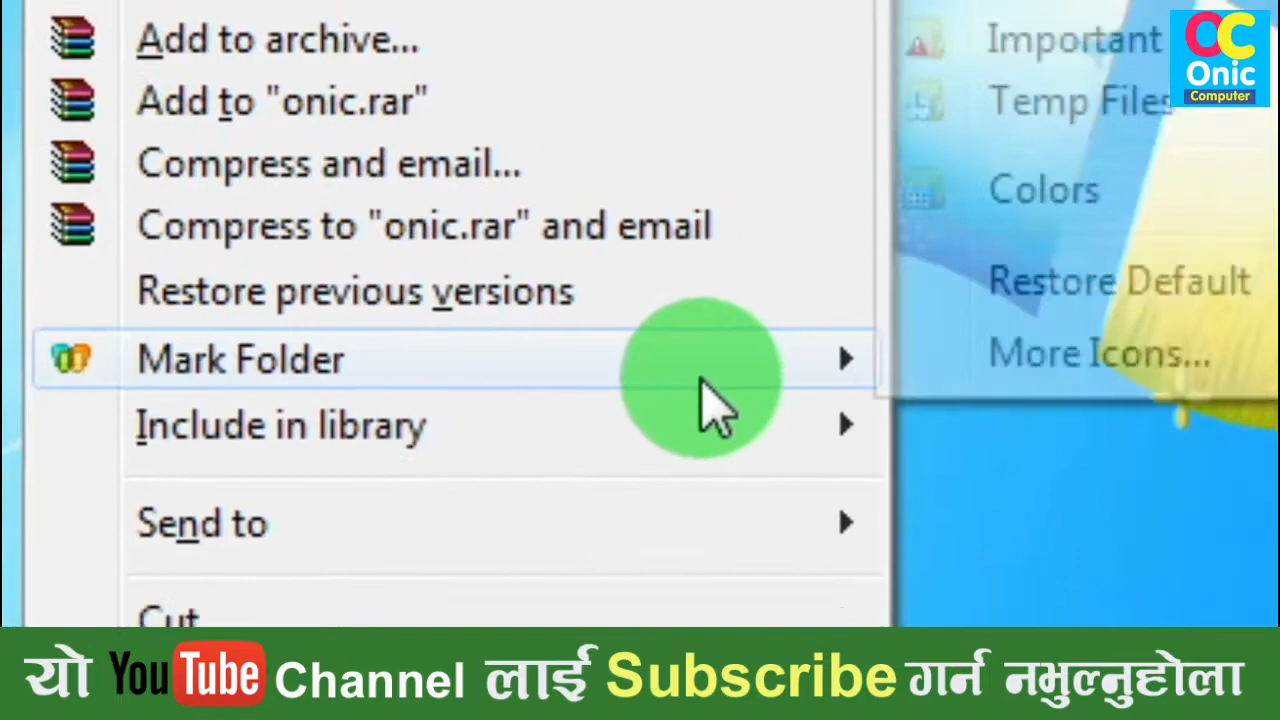 Add to archive...
Add to "onic.rar"
Compress and email...
Compress to "onic.rar" and email
Restore previous versions
Mark Folder
Include in library
Send to
Cut
Important
Temp Files
Colors
Restore Default
More Icons...
OC
Onic
Computer
यो YouTube Channel लाई Subscribe गर्न नभुल्नुहोला